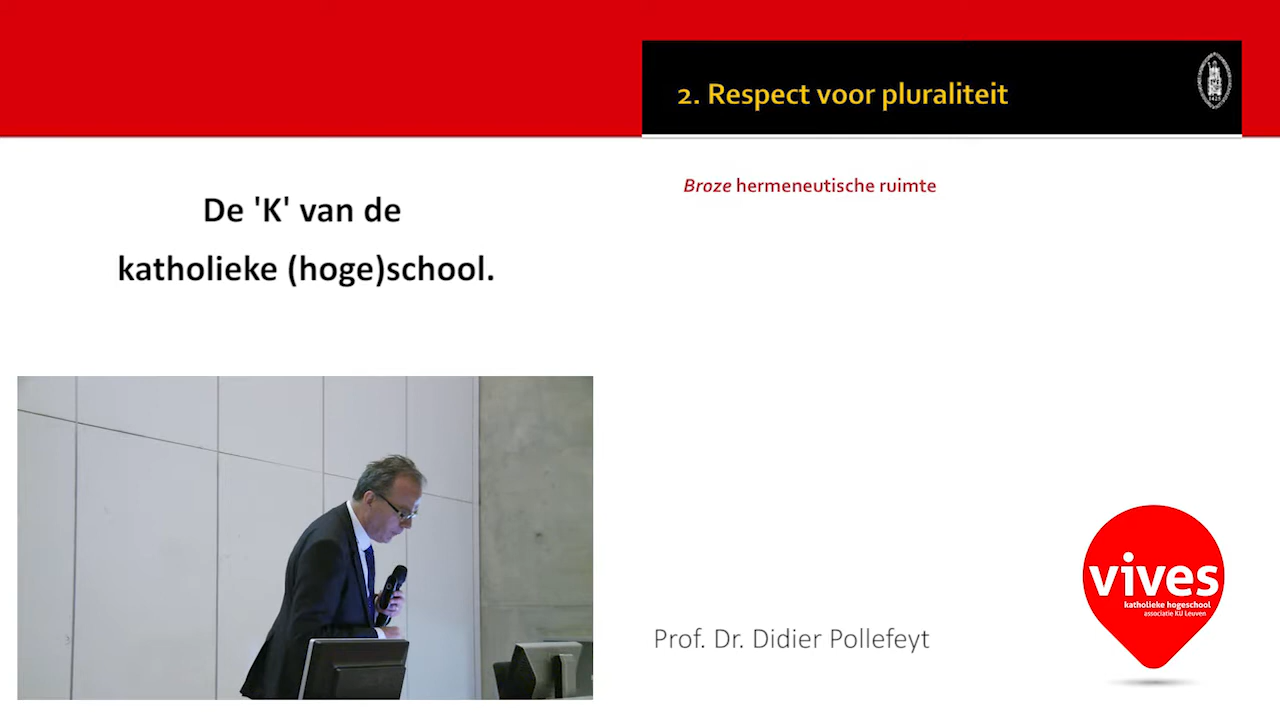 2. Respect voor pluraliteit
Broze hermeneutische ruimte
De 'K' van de
katholieke (hoge)school.
Prof. Dr. Didier Pollefeyt
vives
katholieke hogeschool
associatie KU Leuven
1425